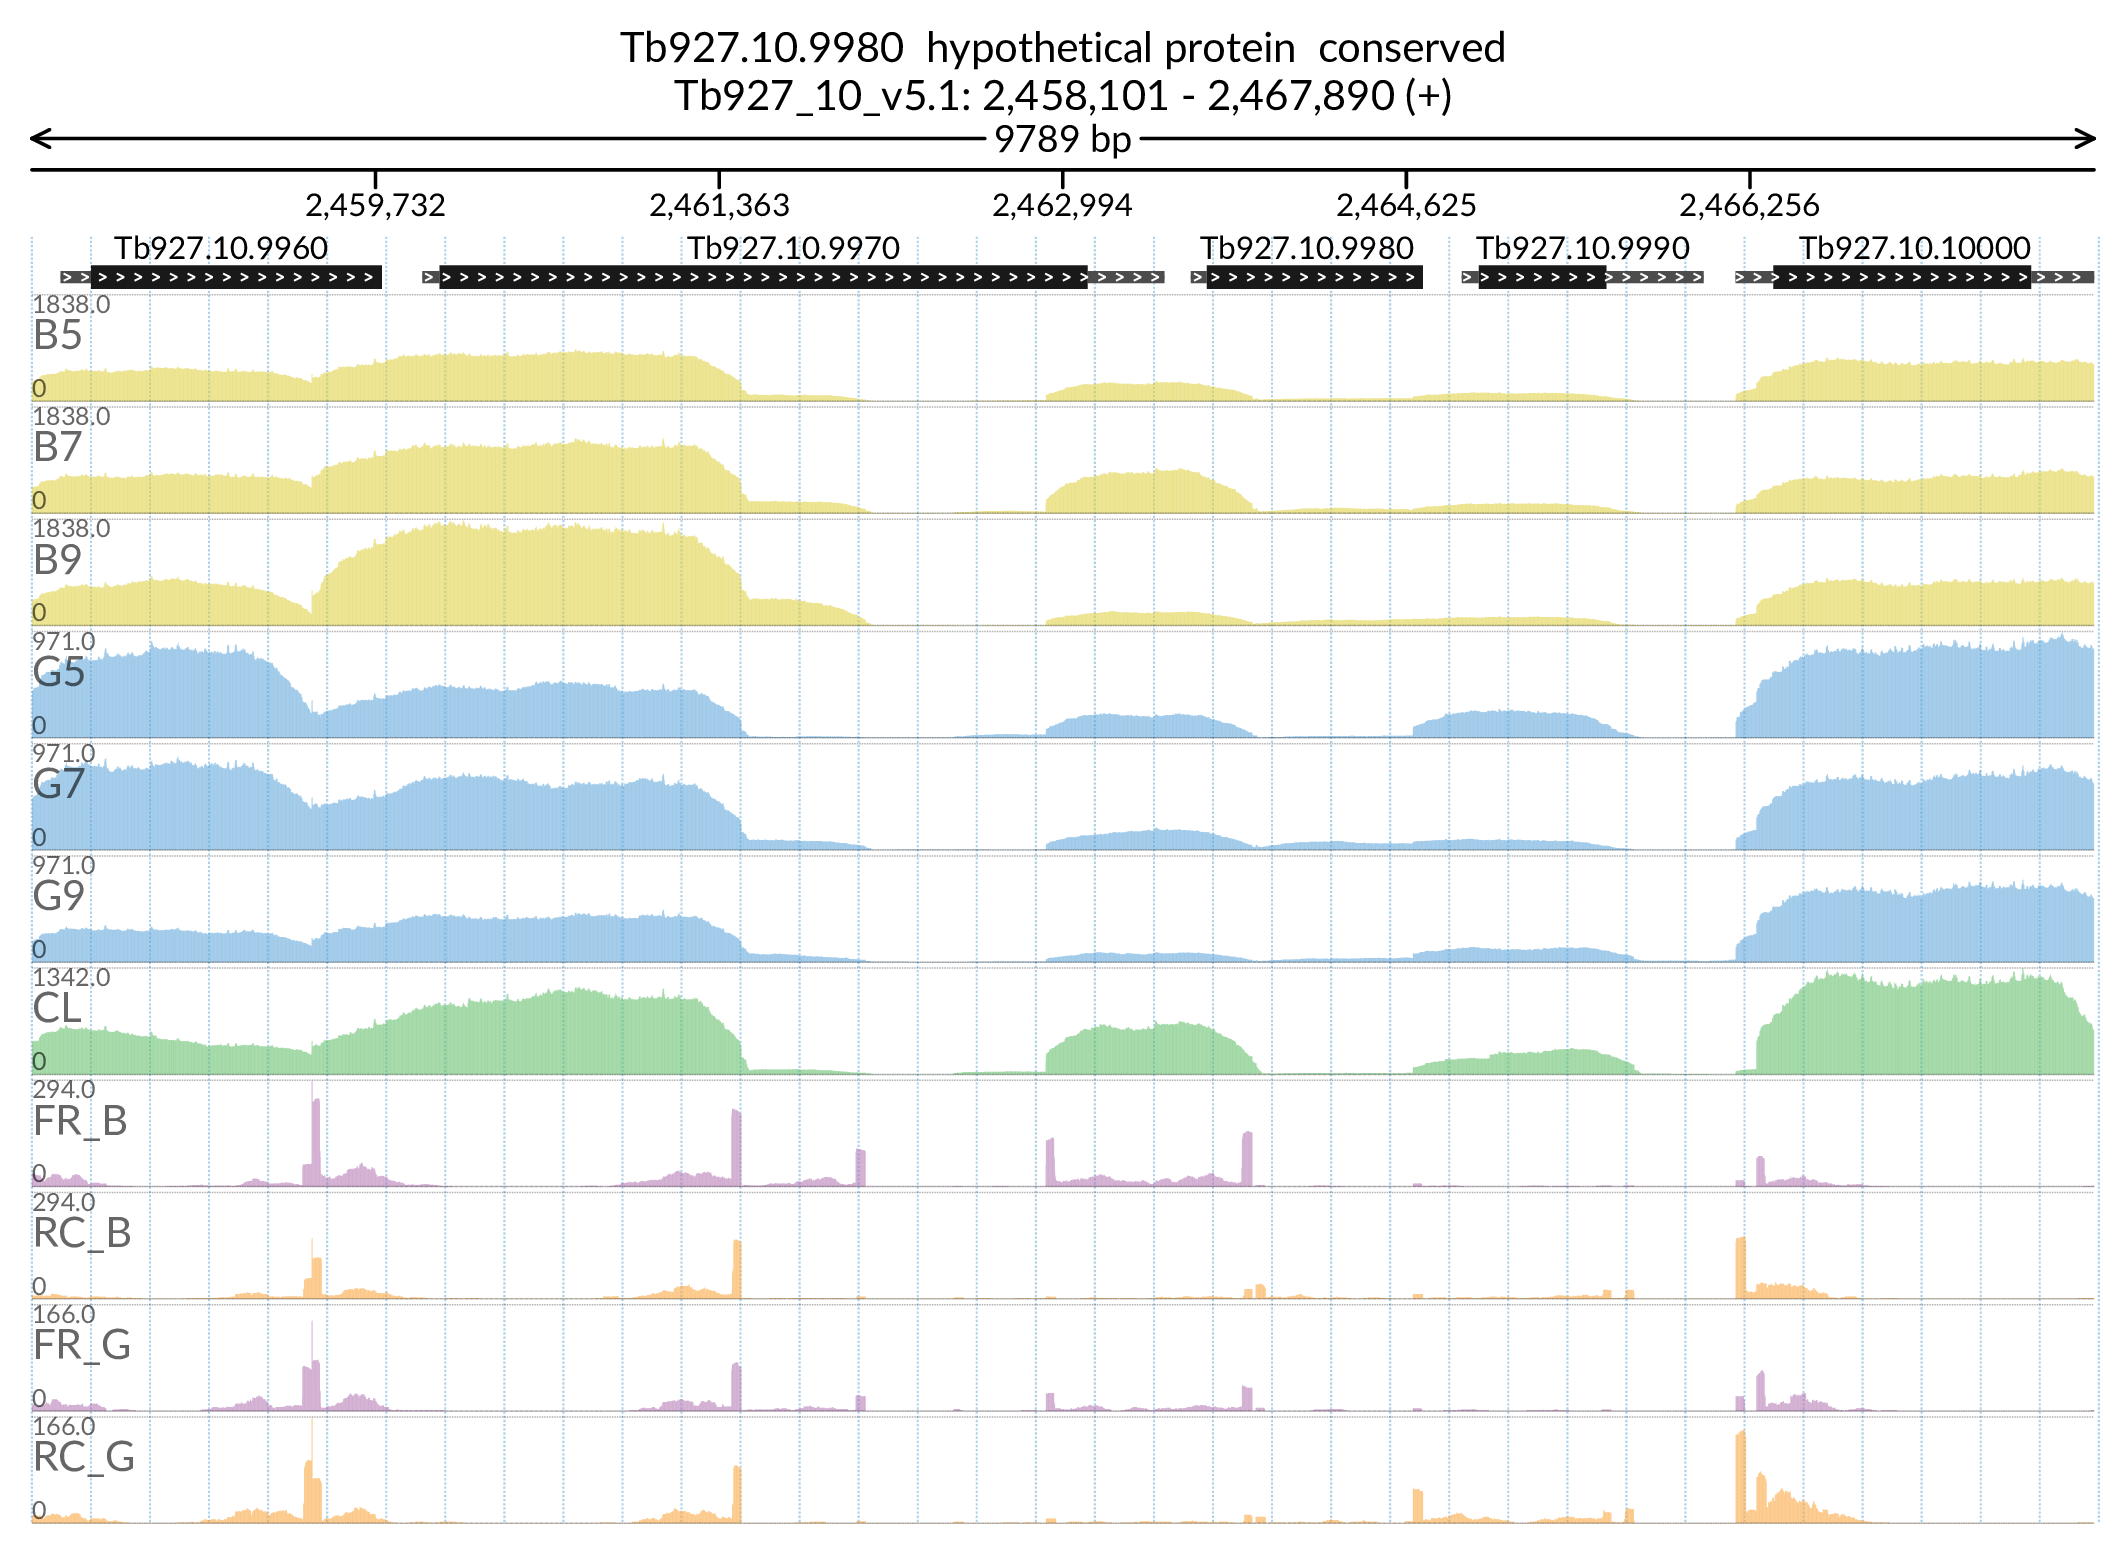 Tb927.10.9980  hypothetical protein  conserved
Tb927_10_v5.1: 2,458,101 - 2,467,890 (+)
9789 bp
2,459,732 2,461,363 2,462,994 2,464,625 2,466,256
Tb927.10.9960 Tb927.10.9970 Tb927.10.9980 Tb927.10.9990 Tb927.10.10000
1838.0
B5
0
1838.0
B7
0
1838.0
B9
0
971.0
G5
0
971.0
G7
0
971.0
G9
0
1342.0
CL
0
294.0
FR_B
0
294.0
RC_B
0
166.0
FR_G
0
166.0
RC_G
0